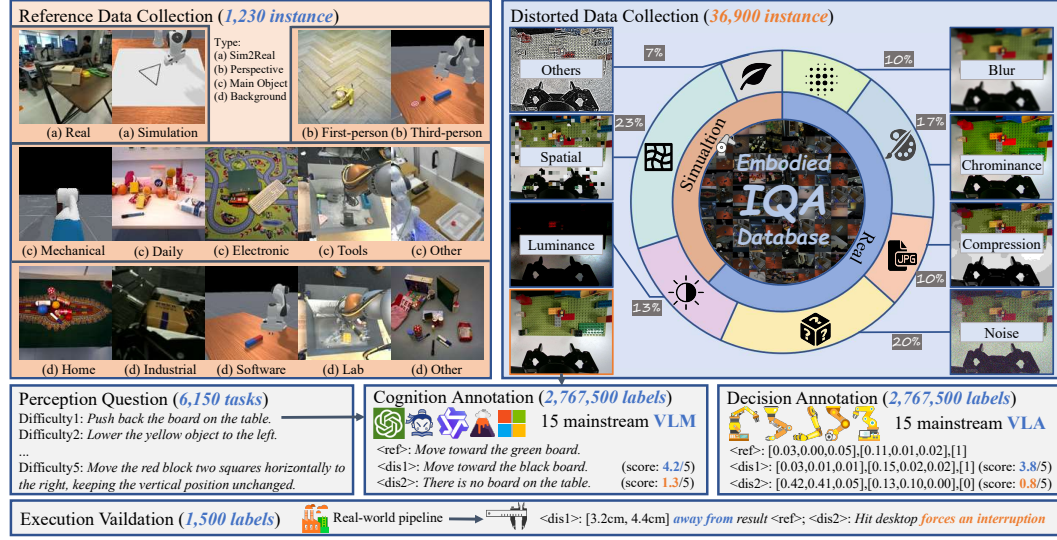 Reference Data Collection (1,230 instance)
Type:
(a) Sim2Real
(b) Perspective
(c) Main Object
(d) Background
(a) Real (a) Simulation (b) First-person (b) Third-person
(c) Mechanical (c) Daily (c) Electronic (c) Tools (c) Other
(d) Home (d) Industrial (d) Software (d) Lab (d) Other
Distorted Data Collection (36,900 instance)
Others
7%
10%
Blur
Spatial
23%
17%
Chrominance
Simualtion
Real
Embodied
IQA
Database
Luminance
13%
JPG
10%
Compression
20%
Noise
Perception Question (6,150 tasks)
Difficulty1: Push back the board on the table.
Difficulty2: Lower the yellow object to the left.
...
Difficulty5: Move the red block two squares horizontally to
the right, keeping the vertical position unchanged.
Cognition Annotation (2,767,500 labels)
15 mainstream VLM
<ref>: Move toward the green board.
<dis1>: Move toward the black board. (score: 4.2/5)
<dis2>: There is no board on the table. (score: 1.3/5)
Decision Annotation (2,767,500 labels)
15 mainstream VLA
<ref>: [0.03,0.00,0.05],[0.11,0.01,0.02],[1]
<dis1>: [0.03,0.01,0.01],[0.15,0.02,0.02],[1] (score: 3.8/5)
<dis2>: [0.42,0.41,0.05],[0.13,0.10,0.00],[0] (score: 0.8/5)
Execution Vaildation (1,500 labels) Real-world pipeline <dis1>: [3.2cm, 4.4cm] away from result <ref>; <dis2>: Hit desktop forces an interruption